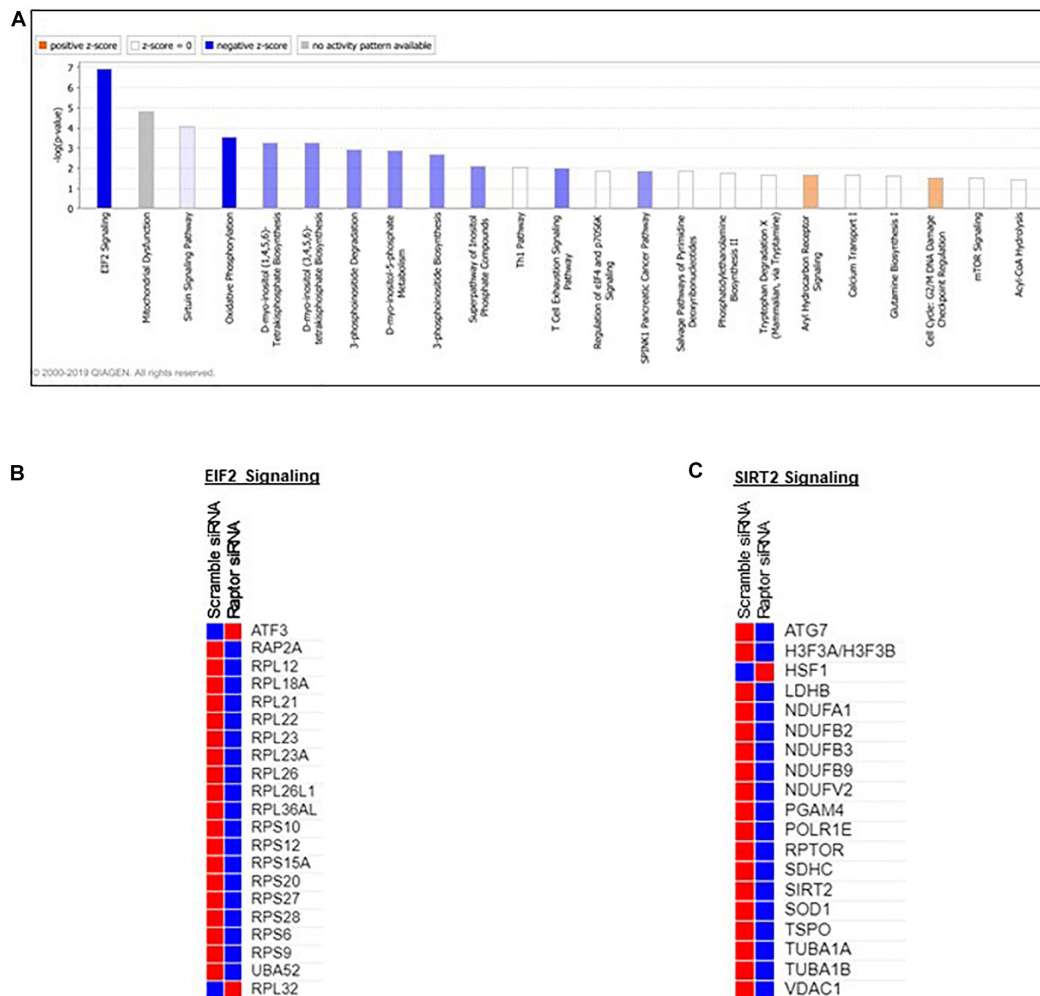 A
positive z-score
z-score = 0
negative z-score
no activity pattern available
7
6
5
4
3
2
1
0
-log(p-value)
EIF2 Signaling
Mitochondrial Dysfunction
Sirtuin Signaling Pathway
Oxidative Phosphorylation
D-myo-inositol (1,4,5,6)-
Tetrakisphosphate Biosynthesis
D-myo-inositol (3,4,5,6)-
tetrakisphosphate Biosynthesis
3-phosphoinositide Degradation
D-myo-inositol-5-phosphate
Metabolism
3-phosphoinositide Biosynthesis
Superpathway of Inositol
Phosphate Compounds
Th1 Pathway
T Cell Exhaustion Signaling
Pathway
Regulation of eIF4 and p70S6K
Signaling
SPINK1 Pancreatic Cancer Pathway
Salvage Pathways of Pyrimidine
Deoxyribonucleotides
Phosphatidylethanolamine
Biosynthesis II
Tryptophan Degradation X
(Mammalian, via Tryptamine)
Aryl Hydrocarbon Receptor
Signaling
Calcium Transport I
Glutamine Biosynthesis I
Cell Cycle: G2/M DNA Damage
Checkpoint Regulation
mTOR Signaling
Acyl-CoA Hydrolysis
© 2000-2019 QIAGEN. All rights reserved.
B
EIF2 Signaling
Scramble siRNA
Raptor siRNA
ATF3
RAP2A
RPL12
RPL18A
RPL21
RPL22
RPL23
RPL23A
RPL26
RPL26L1
RPL36AL
RPS10
RPS12
RPS15A
RPS20
RPS27
RPS28
RPS6
RPS9
UBA52
RPL32
C
SIRT2 Signaling
Scramble siRNA
Raptor siRNA
ATG7
H3F3A/H3F3B
HSF1
LDHB
NDUFA1
NDUFB2
NDUFB3
NDUFB9
NDUFV2
PGAM4
POLR1E
RPTOR
SDHC
SIRT2
SOD1
TSPO
TUBA1A
TUBA1B
VDAC1